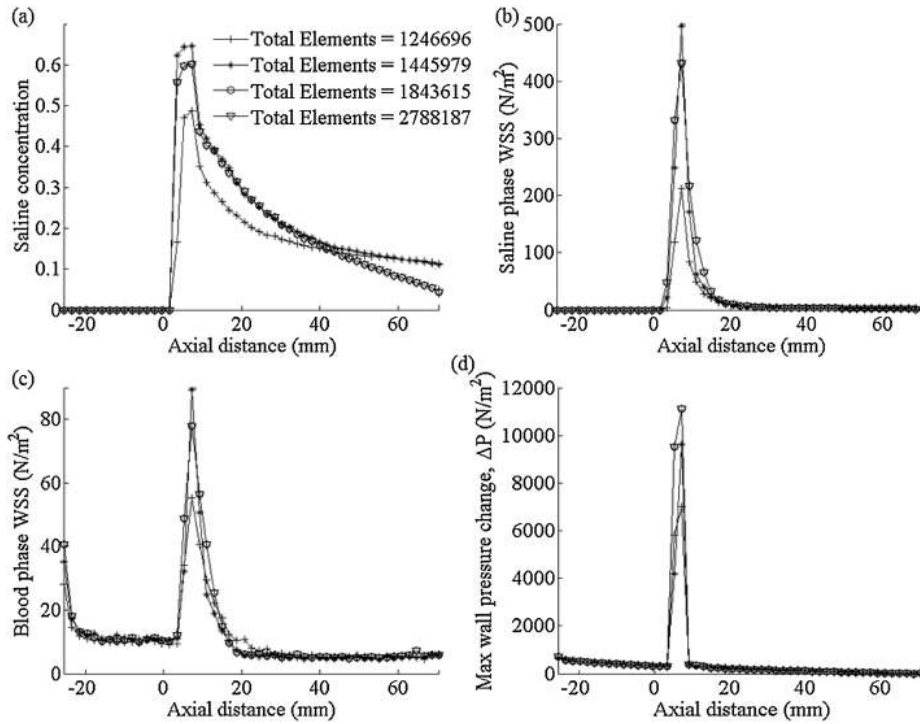 (a)
Saline concentration
0.6
0.5
0.4
0.3
0.2
0.1
0
-20 0 20 40 60
Axial distance (mm)
Total Elements = 1246696
Total Elements = 1445979
Total Elements = 1843615
Total Elements = 2788187
(b)
Saline phase WSS (N/m²)
500
400
300
200
100
0
-20 0 20 40 60
Axial distance (mm)
(c)
Blood phase WSS (N/m²)
80
60
40
20
0
-20 0 20 40 60
Axial distance (mm)
(d)
Max wall pressure change, ΔP (N/m²)
12000
10000
8000
6000
4000
2000
0
-20 0 20 40 60
Axial distance (mm)